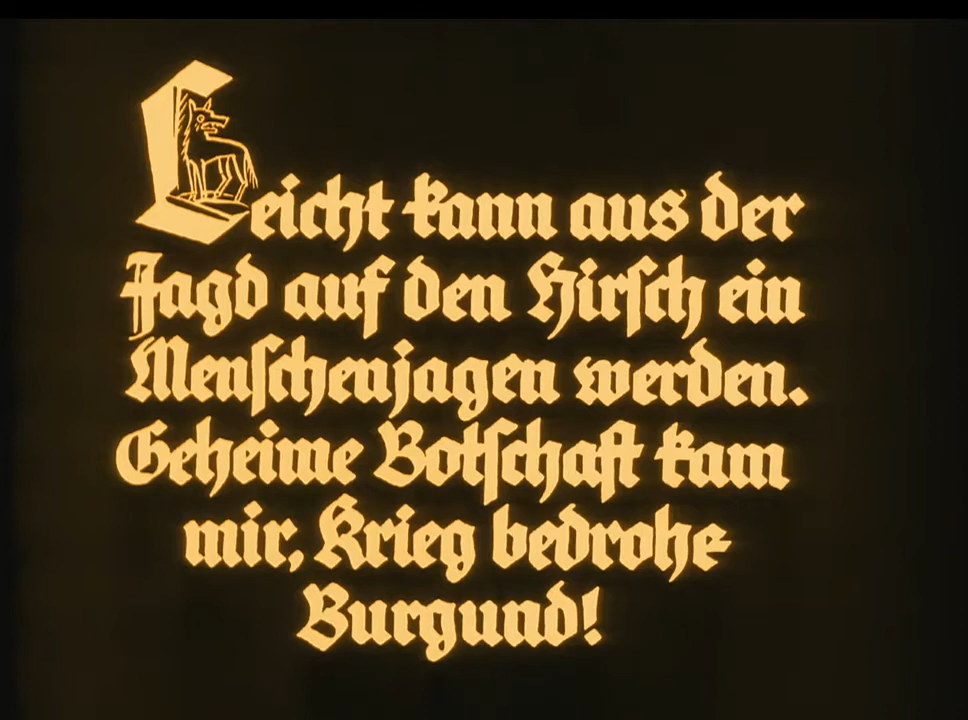 Leicht kann aus der
Jagd auf den Hirsch ein
Menschenjagen werden.
Geheime Botschaft kam
mir, Krieg bedrohe
Burgund!